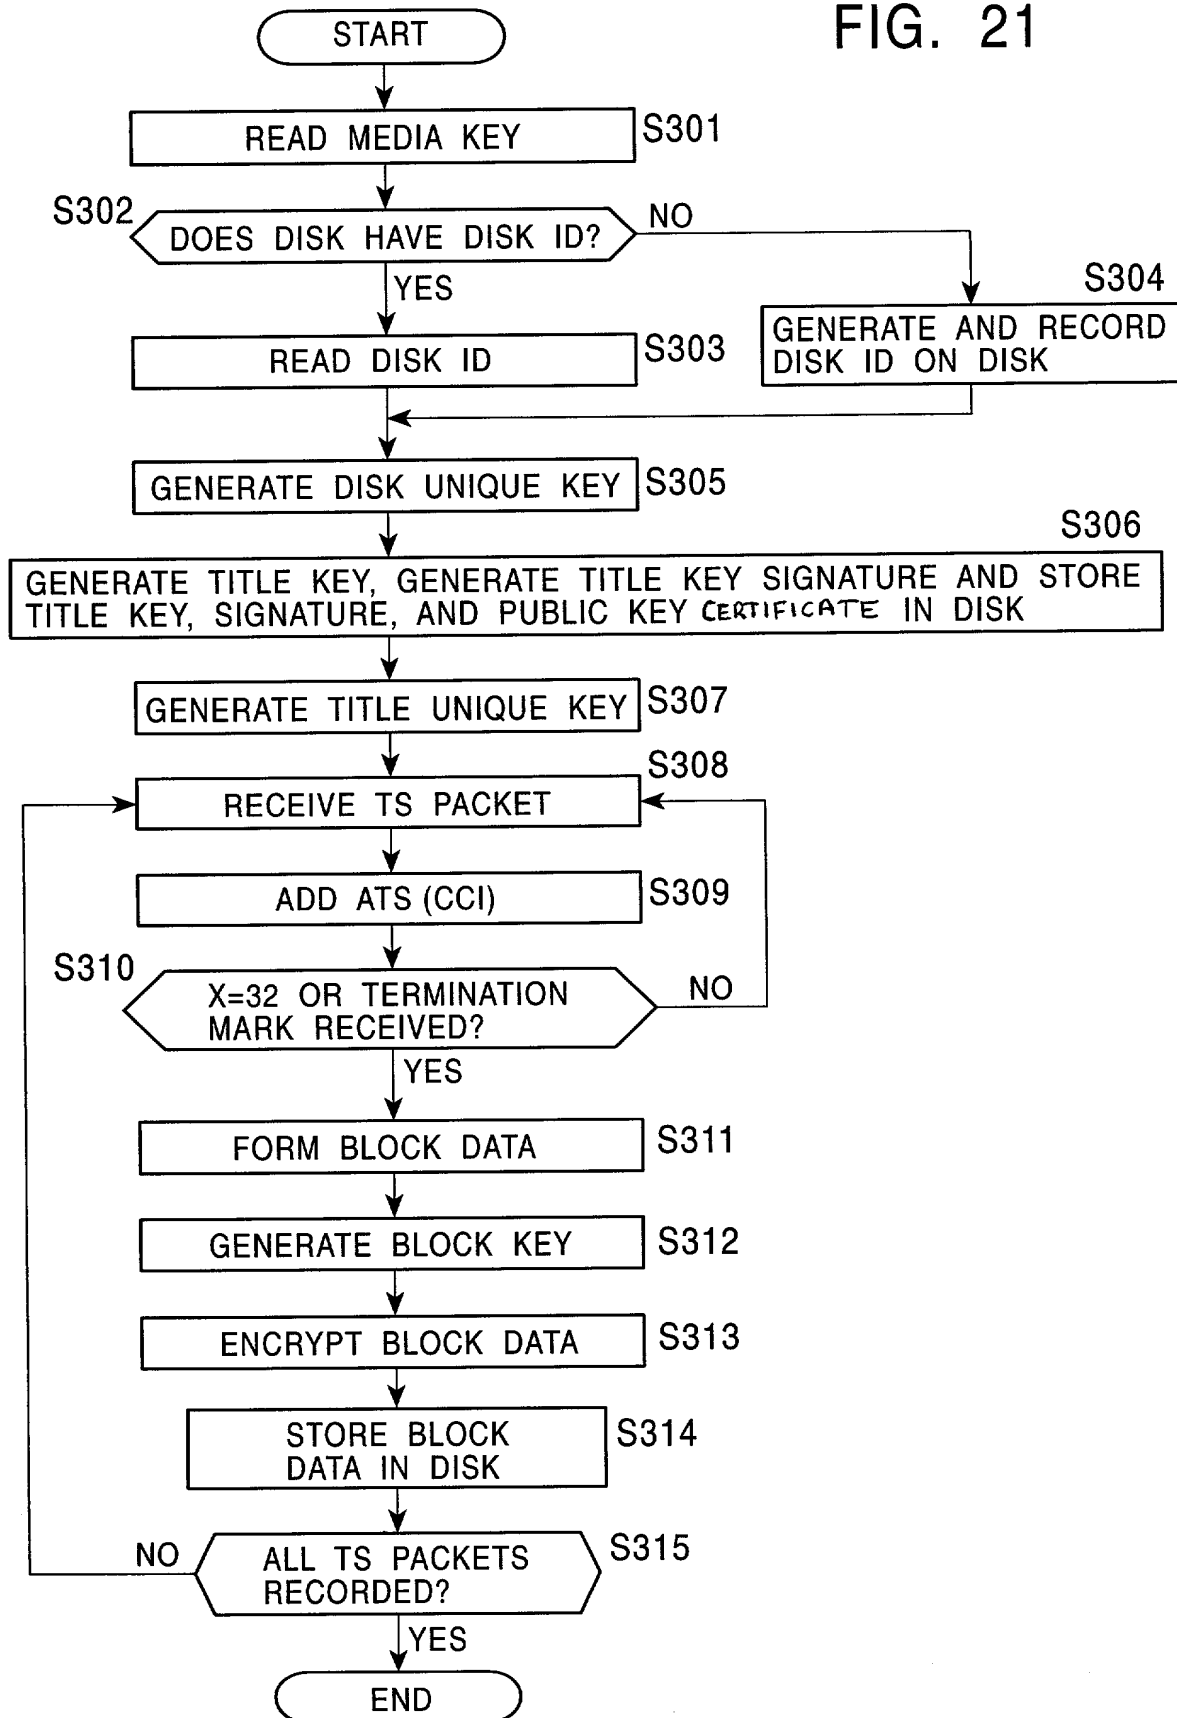 FIG. 21
START
READ MEDIA KEY
S301
S302
DOES DISK HAVE DISK ID?
NO
YES
S304
GENERATE AND RECORD
DISK ID ON DISK
READ DISK ID
S303
GENERATE DISK UNIQUE KEY
S305
S306
GENERATE TITLE KEY, GENERATE TITLE KEY SIGNATURE AND STORE
TITLE KEY, SIGNATURE, AND PUBLIC KEY CERTIFICATE IN DISK
GENERATE TITLE UNIQUE KEY
S307
S308
RECEIVE TS PACKET
ADD ATS (CCI)
S309
S310
X=32 OR TERMINATION
MARK RECEIVED?
NO
YES
FORM BLOCK DATA
S311
GENERATE BLOCK KEY
S312
ENCRYPT BLOCK DATA
S313
STORE BLOCK
DATA IN DISK
S314
NO
ALL TS PACKETS
RECORDED?
S315
YES
END